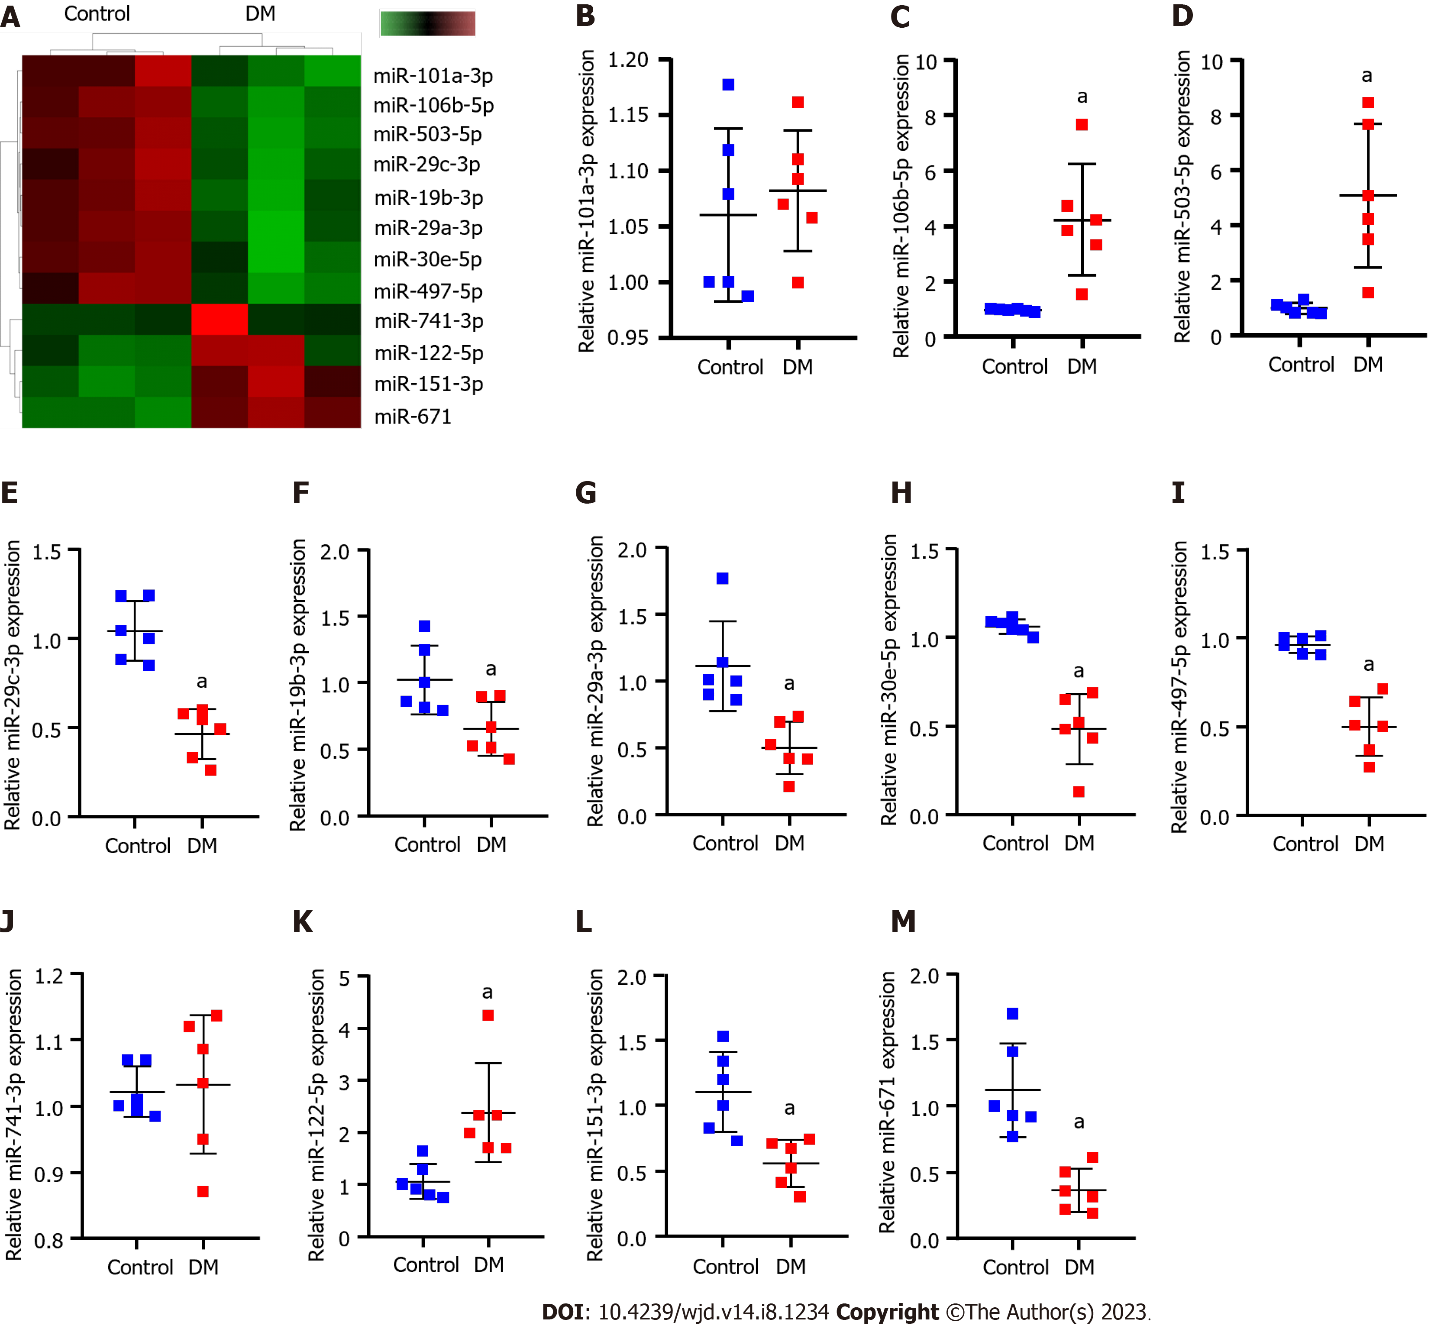 A
Control
DM
miR-101a-3p
miR-106b-5p
miR-503-5p
miR-29c-3p
miR-19b-3p
miR-29a-3p
miR-30e-5p
miR-497-5p
miR-741-3p
miR-122-5p
miR-151-3p
miR-671
B
Relative miR-101a-3p expression
1.20
1.15
1.10
1.05
1.00
0.95
Control DM
C
Relative miR-106b-5p expression
10
8
6
4
2
0
a
Control DM
D
Relative miR-503-5p expression
10
8
6
4
2
0
a
Control DM
E
Relative miR-29c-3p expression
1.5
1.0
0.5
0.0
a
Control DM
F
Relative miR-19b-3p expression
2.0
1.5
1.0
0.5
0.0
a
Control DM
G
Relative miR-29a-3p expression
2.0
1.5
1.0
0.5
0.0
a
Control DM
H
Relative miR-30e-5p expression
1.5
1.0
0.5
0.0
a
Control DM
I
Relative miR-497-5p expression
1.5
1.0
0.5
0.0
a
Control DM
J
Relative miR-741-3p expression
1.2
1.1
1.0
0.9
0.8
Control DM
K
Relative miR-122-5p expression
5
4
3
2
1
0
a
Control DM
L
Relative miR-151-3p expression
2.0
1.5
1.0
0.5
0.0
a
Control DM
M
Relative miR-671 expression
2.0
1.5
1.0
0.5
0.0
a
Control DM
DOI: 10.4239/wjd.v14.i8.1234 Copyright ©The Author(s) 2023.